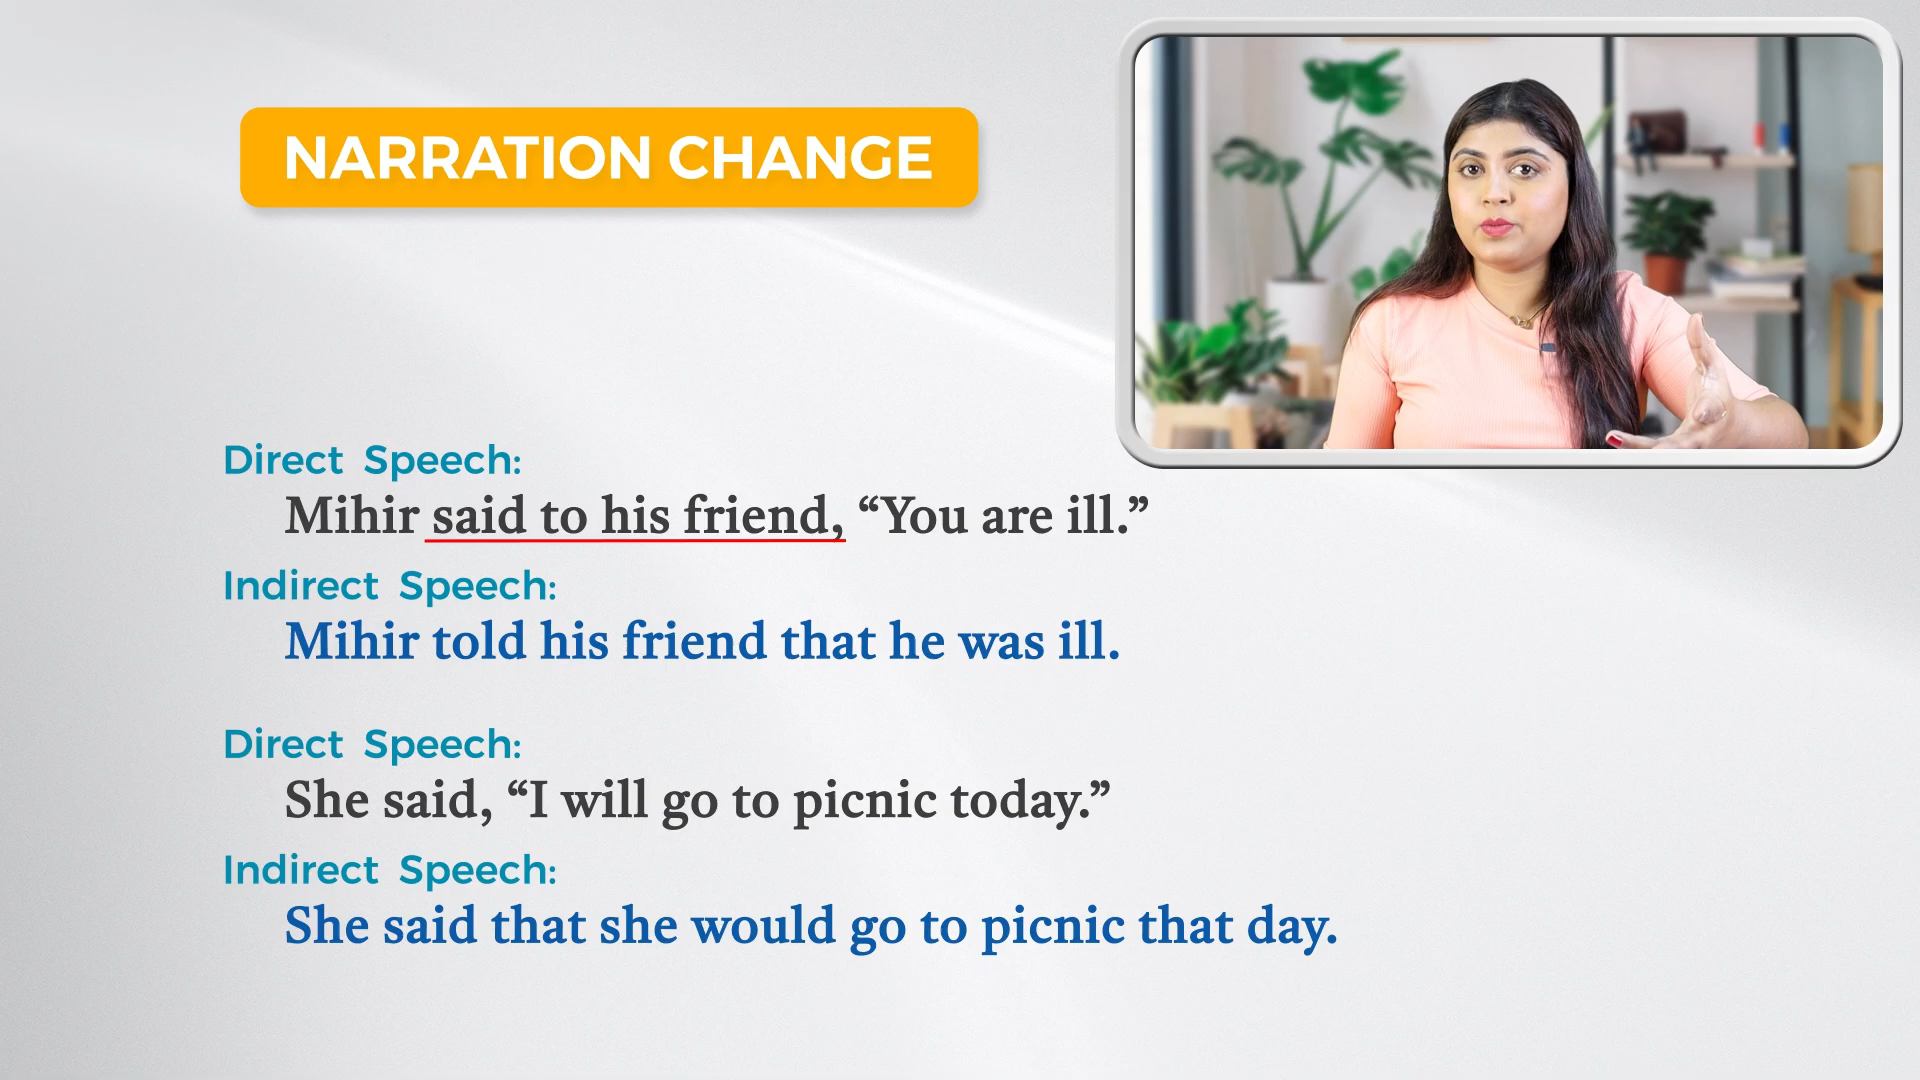 NARRATION CHANGE
Direct Speech:
Mihir said to his friend, “You are ill.”
Indirect Speech:
Mihir told his friend that he was ill.
Direct Speech:
She said, “I will go to picnic today.”
Indirect Speech:
She said that she would go to picnic that day.